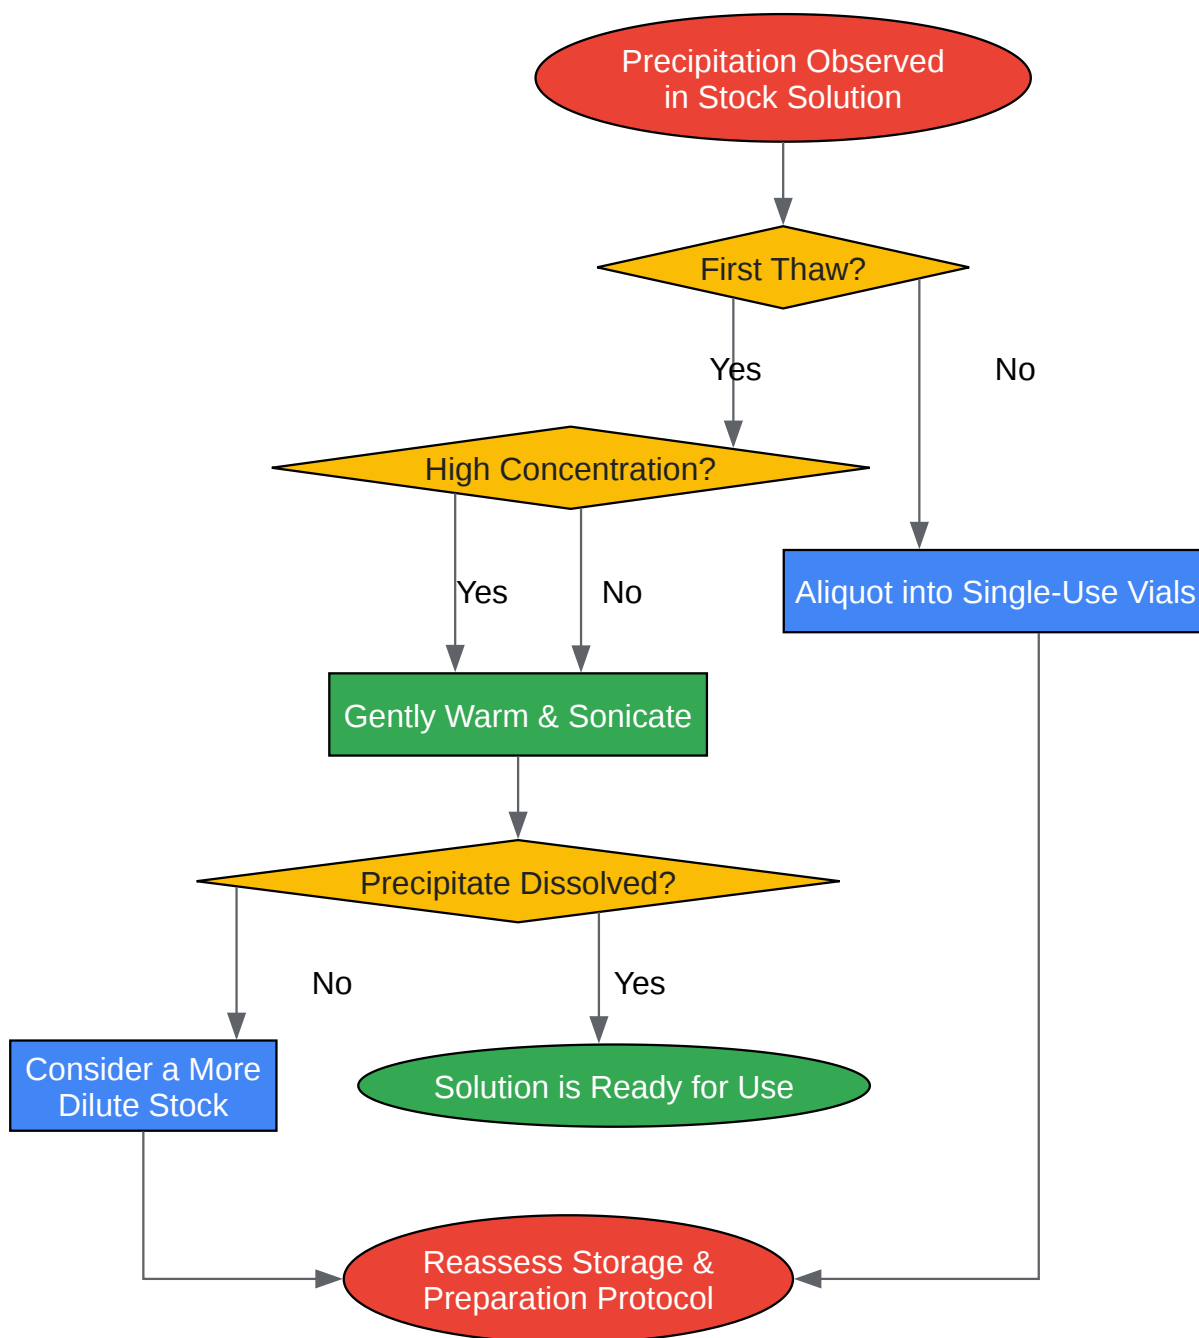 Precipitation Observed
in Stock Solution
First Thaw?
Yes
No
High Concentration?
Yes
No
Aliquot into Single-Use Vials
Gently Warm & Sonicate
Precipitate Dissolved?
No
Yes
Consider a More
Dilute Stock
Solution is Ready for Use
Reassess Storage &
Preparation Protocol